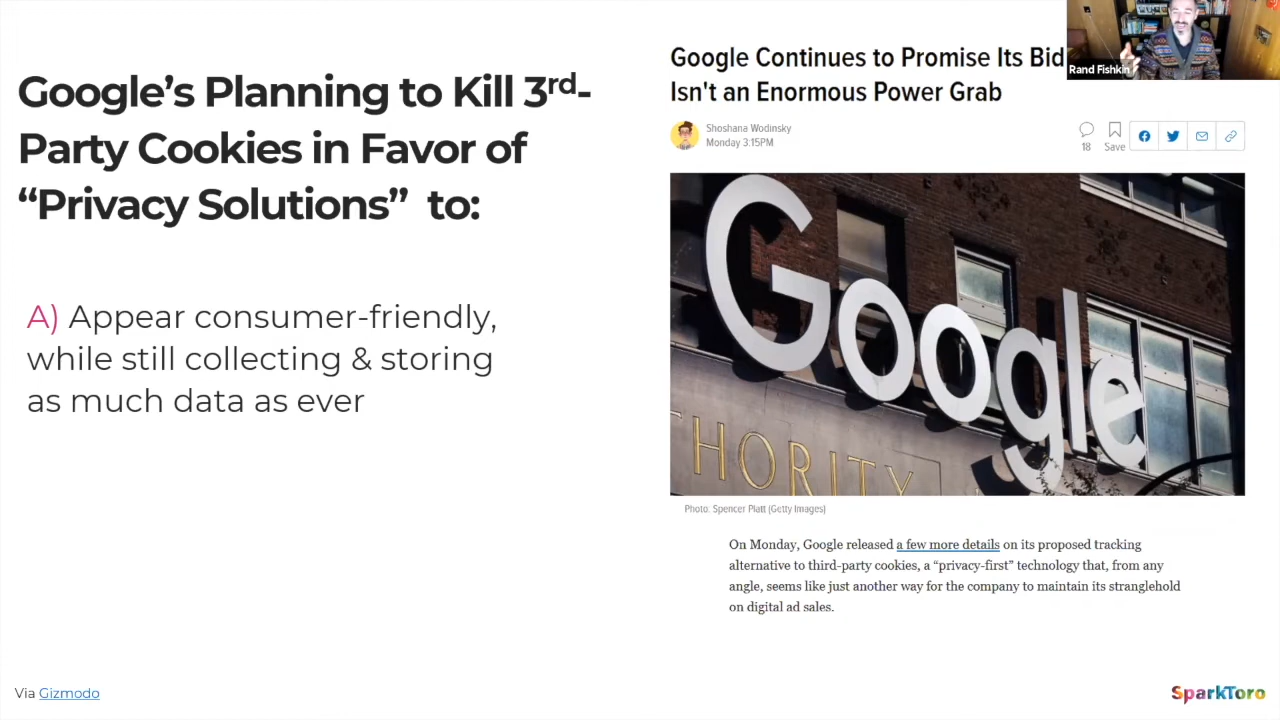 Google's Planning to Kill 3rd-
Party Cookies in Favor of
“Privacy Solutions” to:
A) Appear consumer-friendly,
while still collecting & storing
as much data as ever
Google Continues to Promise Its Bid
Isn't an Enormous Power Grab
Rand Fishkin
Shoshana Wodinsky
Monday 3:15PM
18
Save
Google
THORITY
Photo: Spencer Platt (Getty Images)
On Monday, Google released a few more details on its proposed tracking
alternative to third-party cookies, a “privacy-first” technology that, from any
angle, seems like just another way for the company to maintain its stranglehold
on digital ad sales.
Via Gizmodo
SparkToro